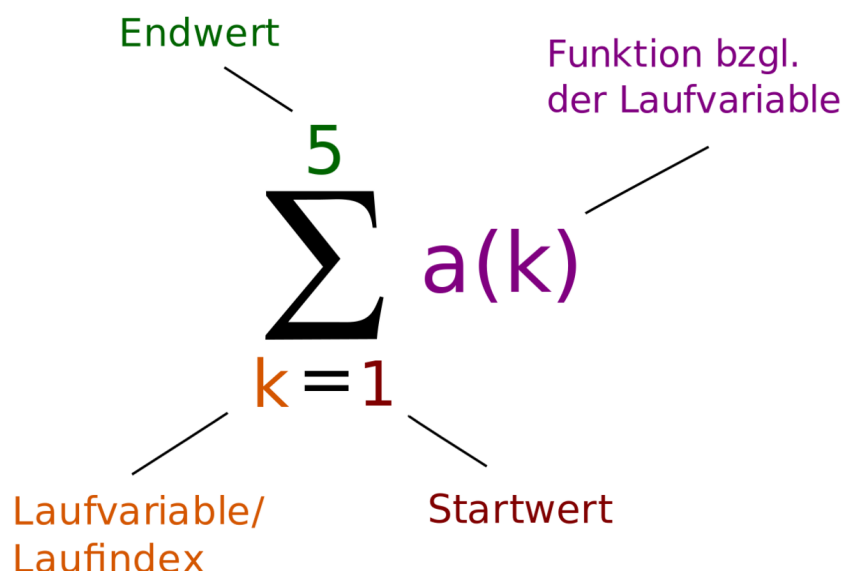 Endwert
Funktion bzgl.
der Laufvariable
5
∑ a(k)
k=1
Laufvariable/
Laufindex
Startwert